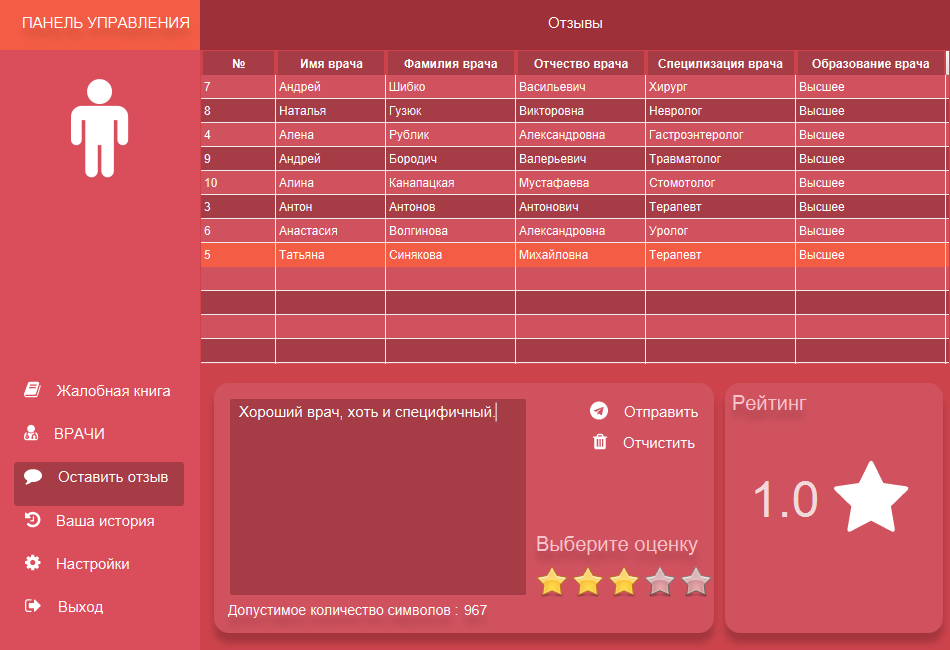 ПАНЕЛЬ УПРАВЛЕНИЯ
Отзывы
№ Имя врача Фамилия врача Отчество врача Специлизация врача Образование врача
7 Андрей Шибко Васильевич Хирург Высшее
8 Наталья Гузюк Викторовна Невролог Высшее
4 Алена Рублик Александровна Гастроэнтеролог Высшее
9 Андрей Бородич Валерьевич Травматолог Высшее
10 Алина Канапацкая Мустафаева Стомотолог Высшее
3 Антон Антонов Антонович Терапевт Высшее
6 Анастасия Волгинова Александровна Уролог Высшее
5 Татьяна Синякова Михайловна Терапевт Высшее
Жалобная книга
ВРАЧИ
Оставить отзыв
Ваша история
Настройки
Выход
Хороший врач, хоть и специфичный.
Отправить
Отчистить
Выберите оценку
Допустимое количество символов : 967
Рейтинг
1.0